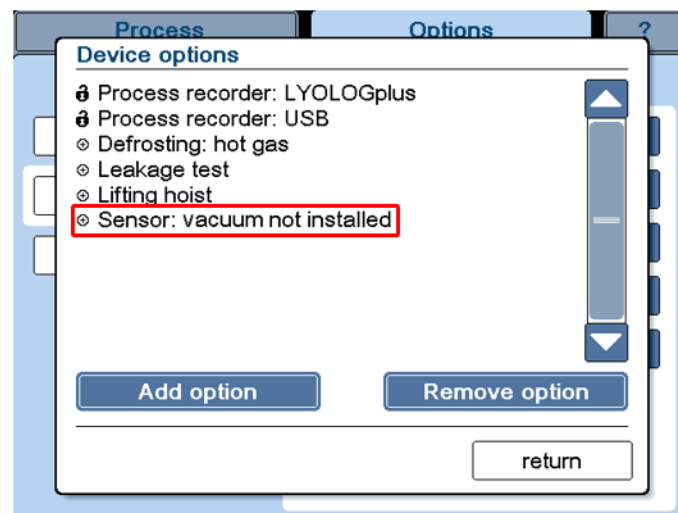 Process Options ?
Device options
Process recorder: LYOLOGplus
Process recorder: USB
Defrosting: hot gas
Leakage test
Lifting hoist
Sensor: vacuum not installed
Add option Remove option
return